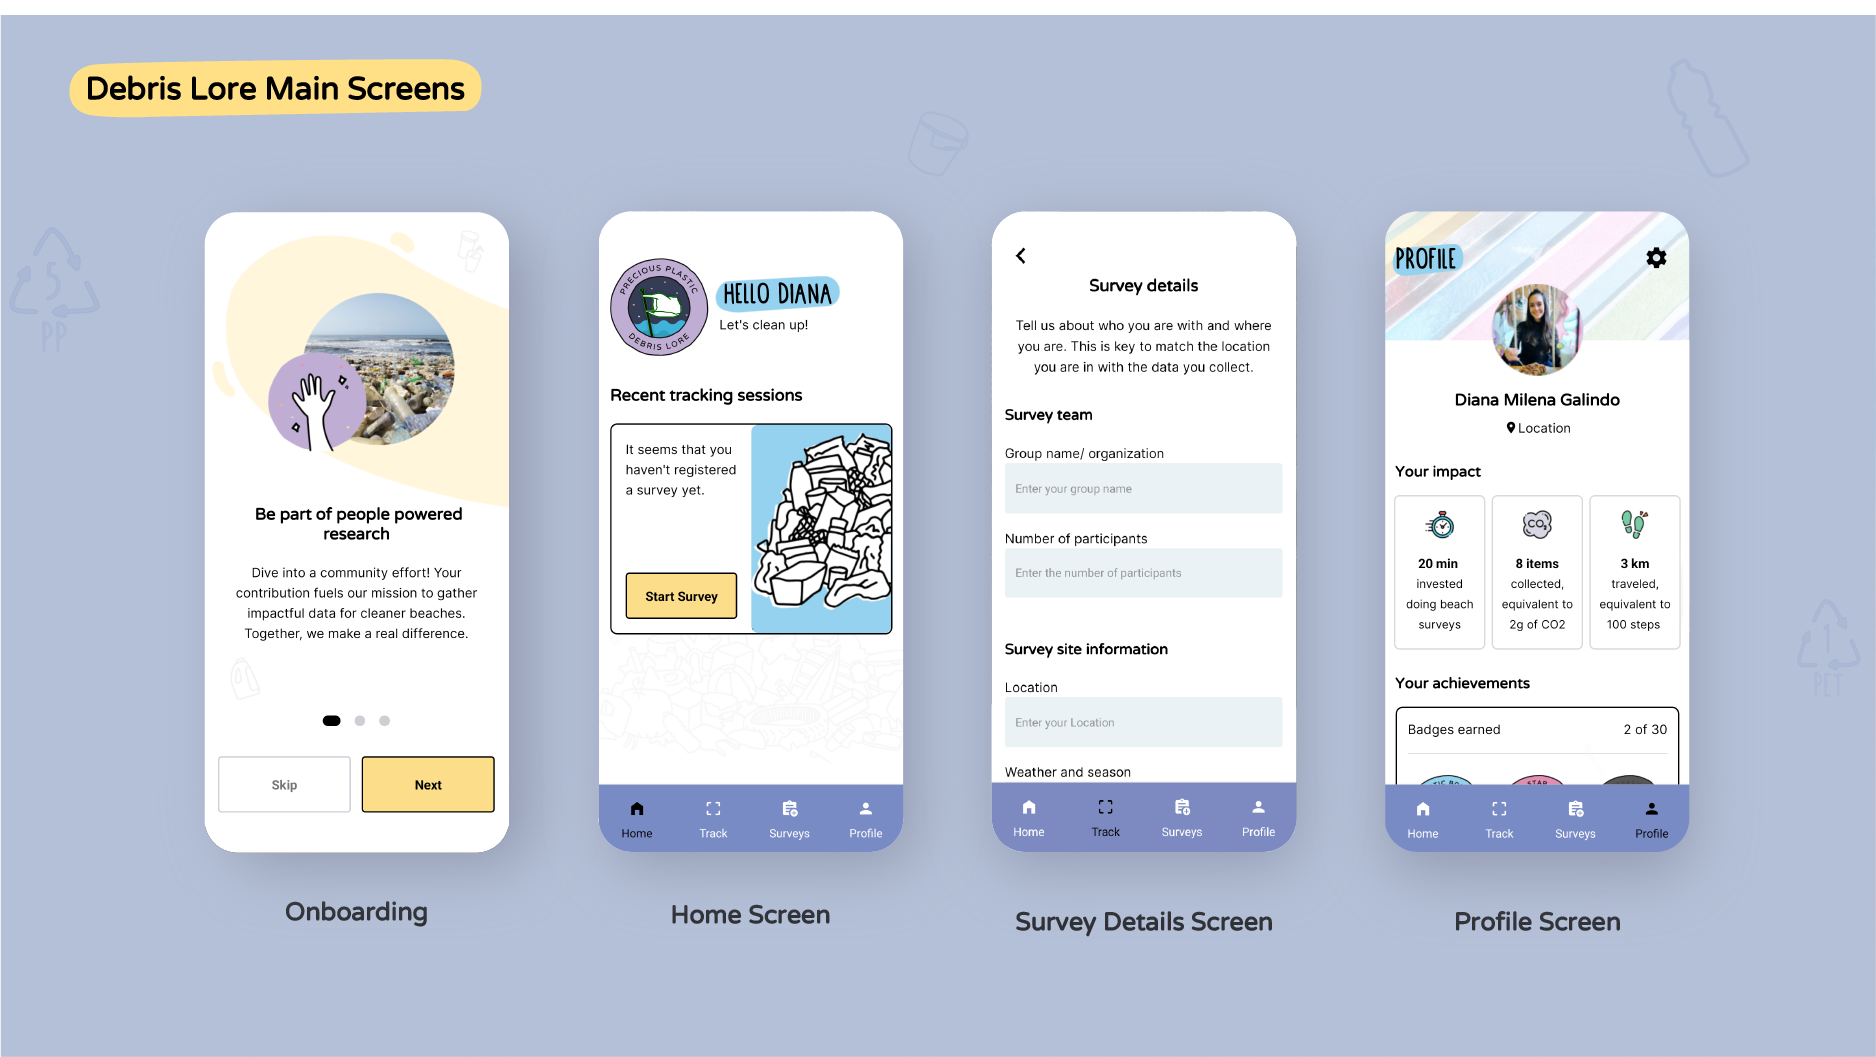 Debris Lore Main Screens
5
PP
1
PET
Be part of people powered
research
Dive into a community effort! Your
contribution fuels our mission to gather
impactful data for cleaner beaches.
Together, we make a real difference.
Skip
Next
Onboarding
PRECIOUS PLASTIC
DEBRIS LORE
HELLO DIANA
Let's clean up!
Recent tracking sessions
It seems that you
haven't registered
a survey yet.
Start Survey
Home
Track
Surveys
Profile
Home Screen
Survey details
Tell us about who you are with and where
you are. This is key to match the location
you are in with the data you collect.
Survey team
Group name/ organization
Enter your group name
Number of participants
Enter the number of participants
Survey site information
Location
Enter your Location
Weather and season
Home
Track
Surveys
Profile
Survey Details Screen
PROFILE
Diana Milena Galindo
Location
Your impact
20 min
invested
doing beach
surveys
CO2
8 items
collected,
equivalent to
2g of CO2
3 km
traveled,
equivalent to
100 steps
Your achievements
Badges earned
2 of 30
STAR
Home
Track
Surveys
Profile
Profile Screen